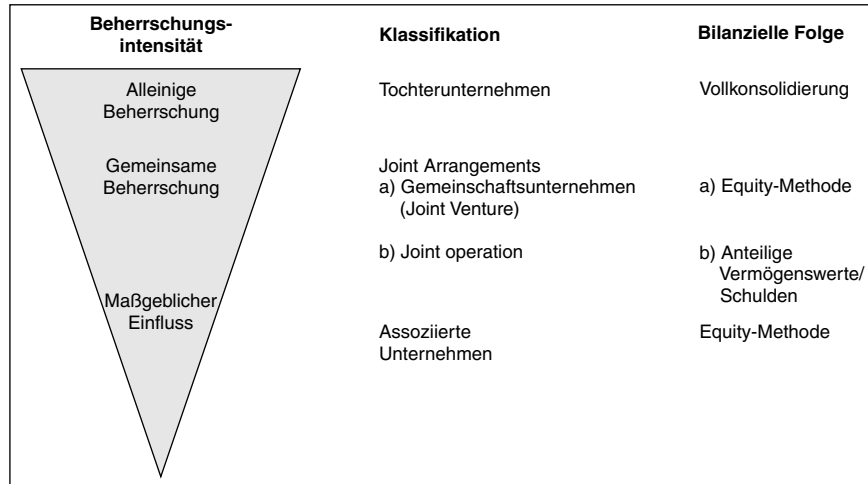 Beherrschungs-
intensität
Klassifikation
Bilanzielle Folge
Alleinige
Beherrschung
Tochterunternehmen
Vollkonsolidierung
Gemeinsame
Beherrschung
Joint Arrangements
a) Gemeinschaftsunternehmen
(Joint Venture)
a) Equity-Methode
b) Joint operation
b) Anteilige
Vermögenswerte/
Schulden
Maßgeblicher
Einfluss
Assoziierte
Unternehmen
Equity-Methode